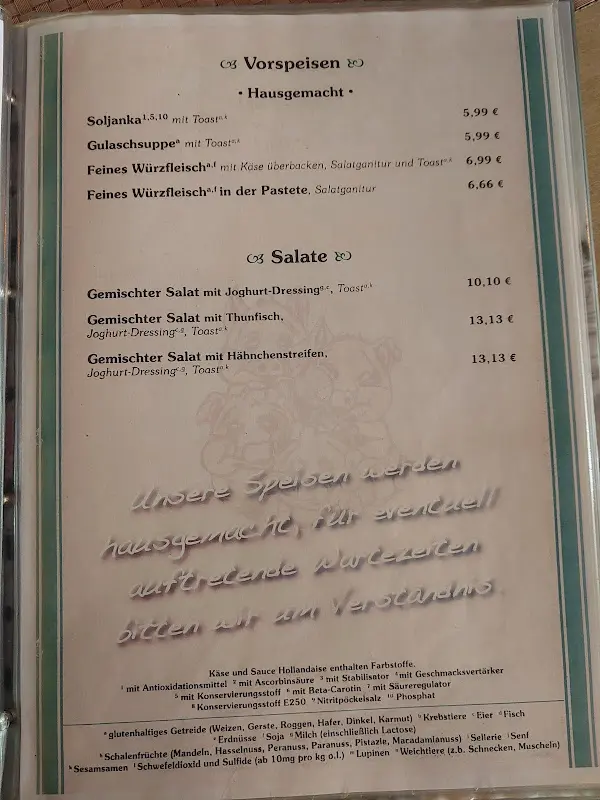 Vorspeisen
• Hausgemacht •
Soljanka1,5,10 mit Toasta,k 5,99 €
Gulaschsuppea mit Toasta,k 5,99 €
Feines Würzfleischa,f mit Käse überbacken, Salatganitur und Toasta,k 6,99 €
Feines Würzfleischa,f in der Pastete, Salatganitur 6,66 €
Salate
Gemischter Salat mit Joghurt-Dressingg,c, Toasta,k 10,10 €
Gemischter Salat mit Thunfisch, 13,13 €
Joghurt-Dressingc,g, Toasta,k
Gemischter Salat mit Hähnchenstreifen, 13,13 €
Joghurt-Dressingc,g, Toasta,k
Unsere Speisen werden
hausgemacht, für eventuell
auftretende Wartezeiten
bitten wir um Verständnis.
Käse und Sauce Hollandaise enthalten Farbstoffe.
1 mit Antioxidationsmittel 2 mit Ascorbinsäure 3 mit Stabilisator 4 mit Geschmacksvertärker
5 mit Konservierungsstoff 6 mit Beta-Carotin 7 mit Säureregulator
8 Konservierungsstoff E250 9 Nitritpöckelsalz 10 Phosphat
a glutenhaltiges Getreide (Weizen, Gerste, Roggen, Hafer, Dinkel, Karmut) b Krebstiere c Eier d Fisch
e Erdnüsse f Soja g Milch (einschließlich Lactose)
h Schalenfrüchte (Mandeln, Hasselnuss, Peranuss, Paranuss, Pistazie, Macadamianuss) i Sellerie j Senf
k Sesamsamen l Schwefeldioxid und Sulfide (ab 10mg pro kg o.l.) m Lupinen n Weichtiere (z.b. Schnecken, Muscheln)